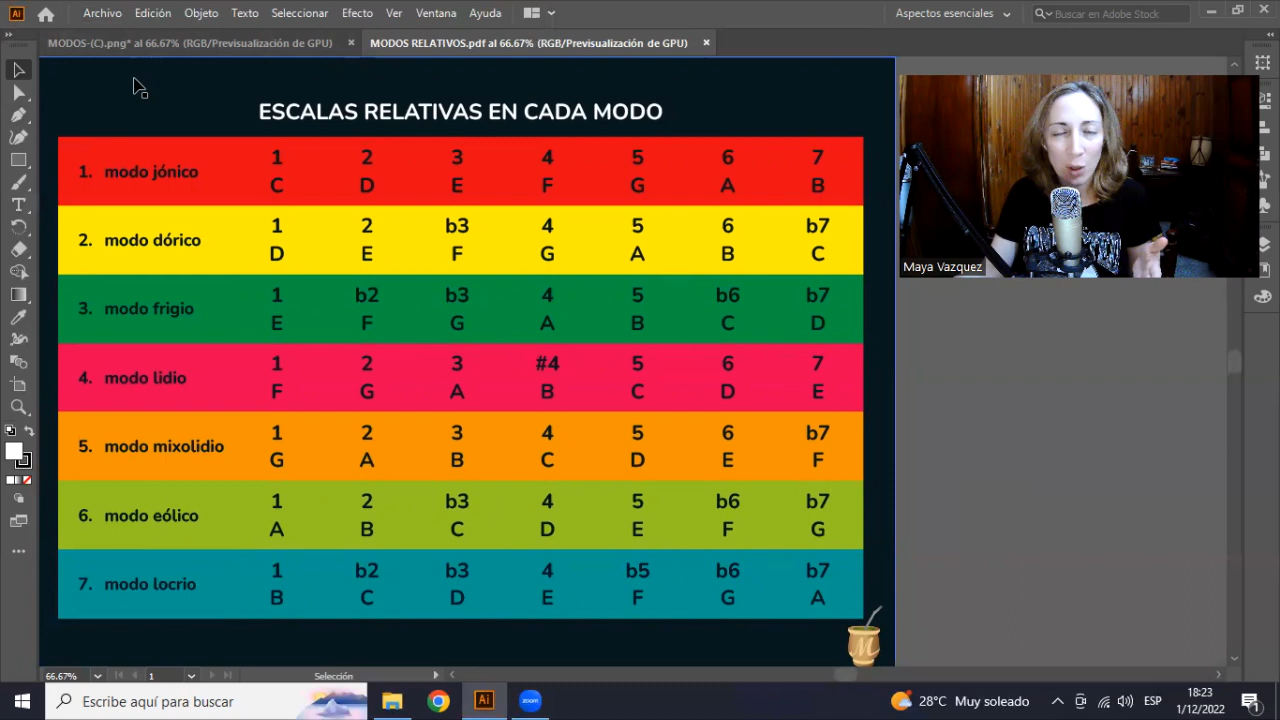 Ai
Archivo Edición Objeto Texto Seleccionar Efecto Ver Ventana Ayuda Aspectos esenciales Buscar en Adobe Stock
MODOS-(C).png* al 66.67% (RGB/Previsualización de GPU) × MODOS RELATIVOS.pdf al 66.67% (RGB/Previsualización de GPU) ×
ESCALAS RELATIVAS EN CADA MODO
1 2 3 4 5 6 7
1. modo jónico
C D E F G A B
1 2 b3 4 5 6 b7
2. modo dórico
D E F G A B C
1 b2 b3 4 5 b6 b7
3. modo frigio
E F G A B C D
1 2 3 #4 5 6 7
4. modo lidio
F G A B C D E
1 2 3 4 5 6 b7
5. modo mixolidio
G A B C D E F
1 2 b3 4 5 b6 b7
6. modo eólico
A B C D E F G
1 b2 b3 4 b5 b6 b7
7. modo locrio
B C D E F G A
M
Maya Vazquez
66.67% 1 Selección
Escribe aquí para buscar
Ai
zoom
28°C Muy soleado
ESP
18:23
1/12/2022
1